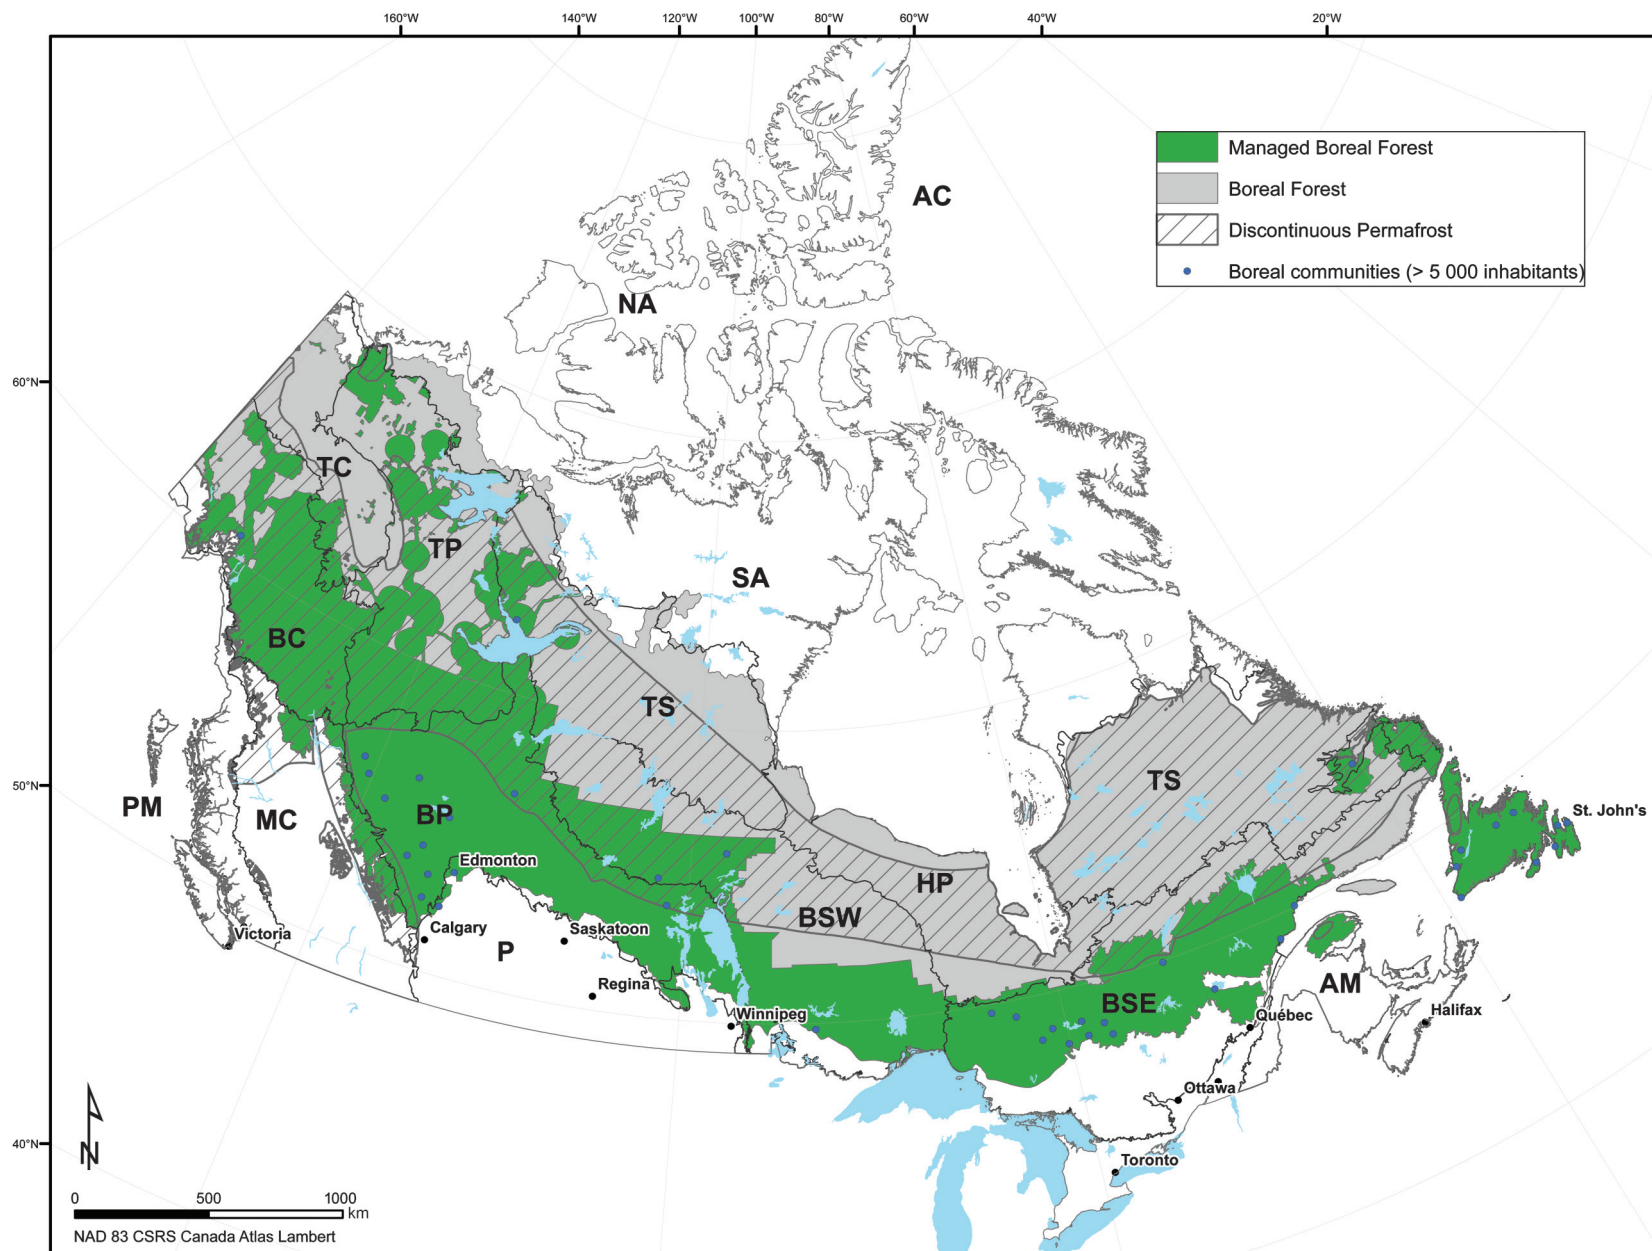 160°W 140°W 120°W 100°W 80°W 60°W 40°W 20°W
Managed Boreal Forest
Boreal Forest
Discontinuous Permafrost
Boreal communities (> 5 000 inhabitants)
AC
NA
60°N
TC
TP
SA
BC
TS
TS
50°N
PM
MC
BP
St. John's
Edmonton
HP
BSW
Victoria
Calgary
P
Saskatoon
Regina
Winnipeg
BSE
AM
Québec
Halifax
Ottawa
40°N
N
Toronto
0 500 1000
km
NAD 83 CSRS Canada Atlas Lambert